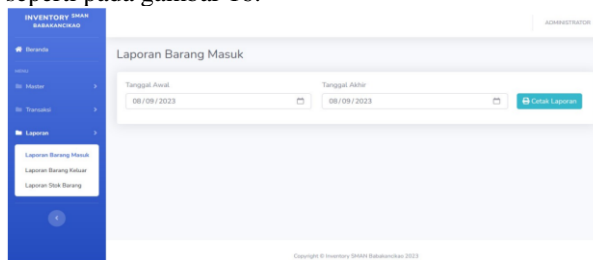 seperti pada gambar 10.
INVENTORY SMAN
BABAKANCIKAO
ADMINISTRATOR
Beranda
Laporan Barang Masuk
MENU
Master
Tanggal Awal
Tanggal Akhir
08/09/2023
08/09/2023
Cetak Laporan
Transaksi
Laporan
Laporan Barang Masuk
Laporan Barang Keluar
Laporan Stok Barang
Copyright © Inventory SMAN Babakancikao 2023